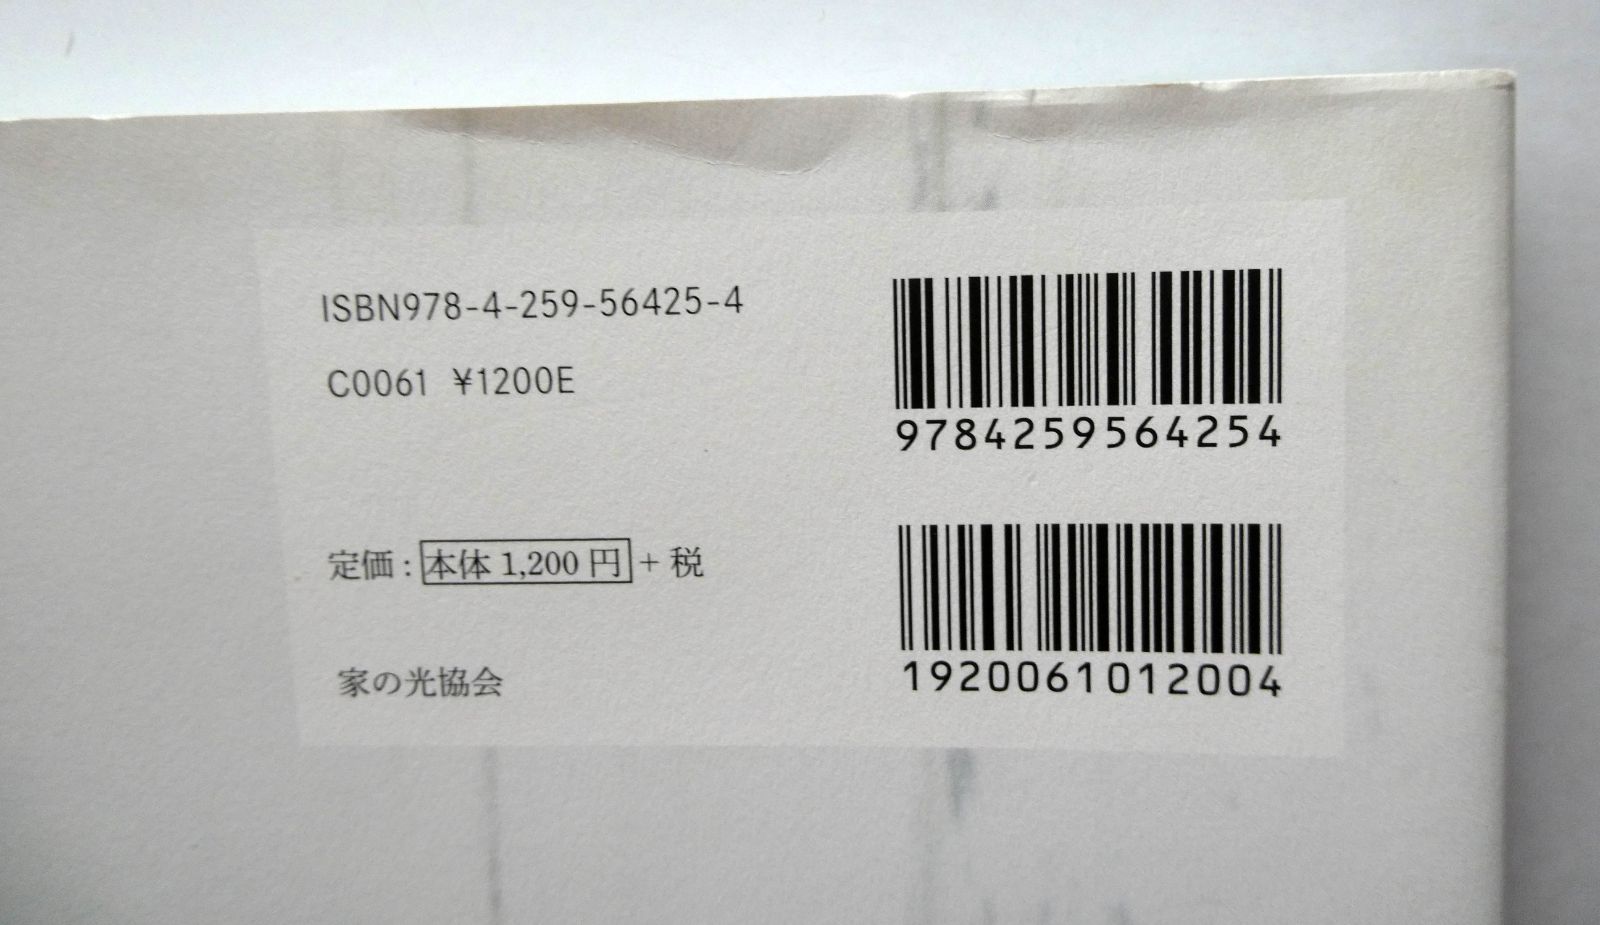 ISBN978-4-259-56425-4
C0061 ¥1200E
9784259564254
定価 : 本体 1,200 円 + 税
家の光協会
1920061012004